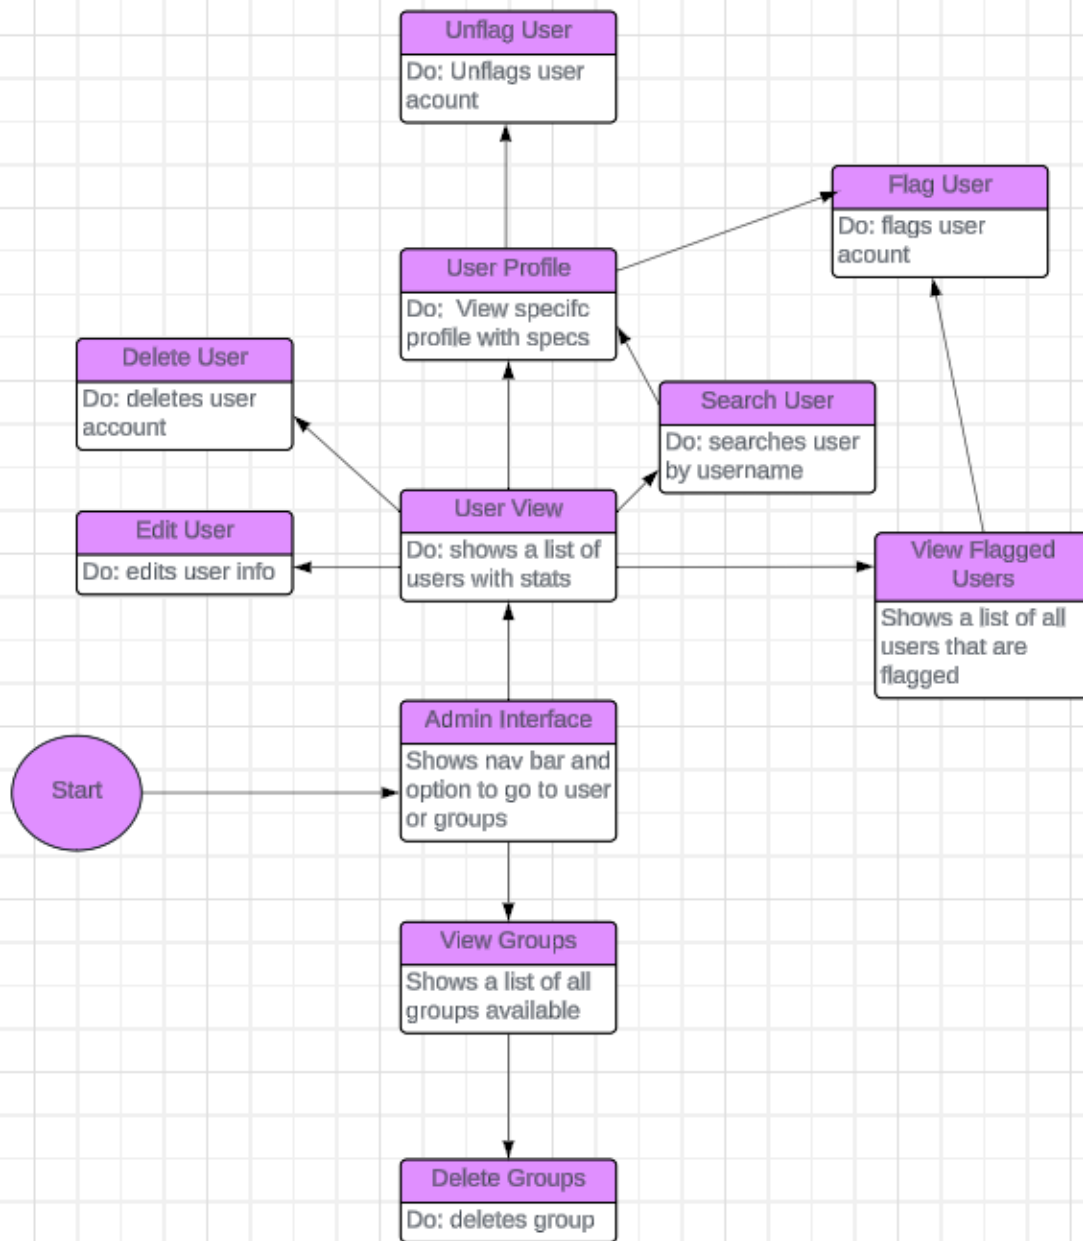 Unflag User
Do: Unflags user
acount
Flag User
Do: flags user
acount
User Profile
Do: View specifc
profile with specs
Delete User
Do: deletes user
account
Search User
Do: searches user
by username
User View
Do: shows a list of
users with stats
Edit User
Do: edits user info
View Flagged
Users
Shows a list of all
users that are
flagged
Admin Interface
Shows nav bar and
option to go to user
or groups
Start
View Groups
Shows a list of all
groups available
Delete Groups
Do: deletes group